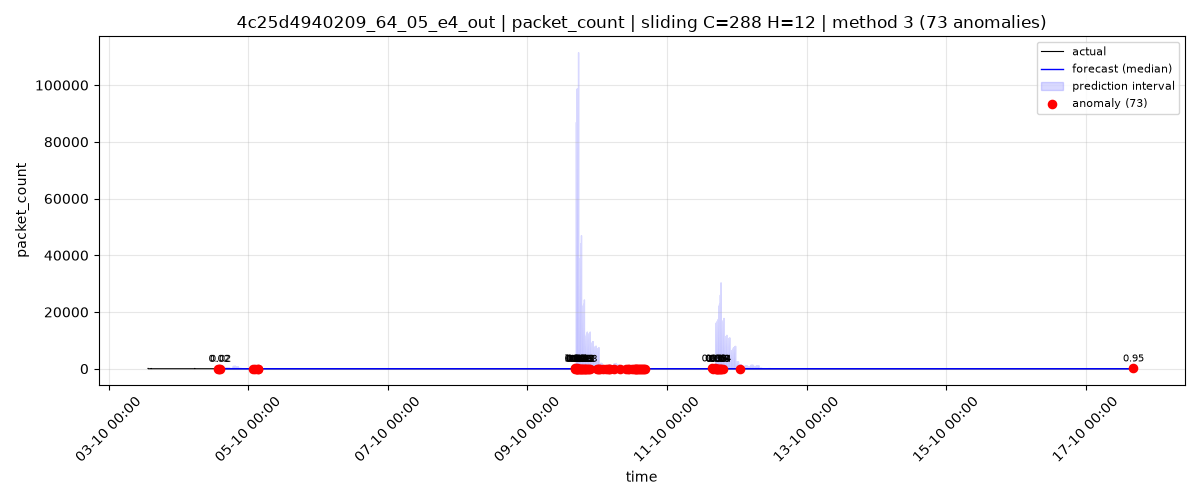 4c25d4940209_64_05_e4_out | packet_count | sliding C=288 H=12 | method 3 (73 anomalies)
actual
forecast (median)
prediction interval
anomaly (73)
packet_count
100000
80000
60000
40000
20000
0
0.02
0.95
03-10 00:00
05-10 00:00
07-10 00:00
09-10 00:00
11-10 00:00
13-10 00:00
15-10 00:00
17-10 00:00
time